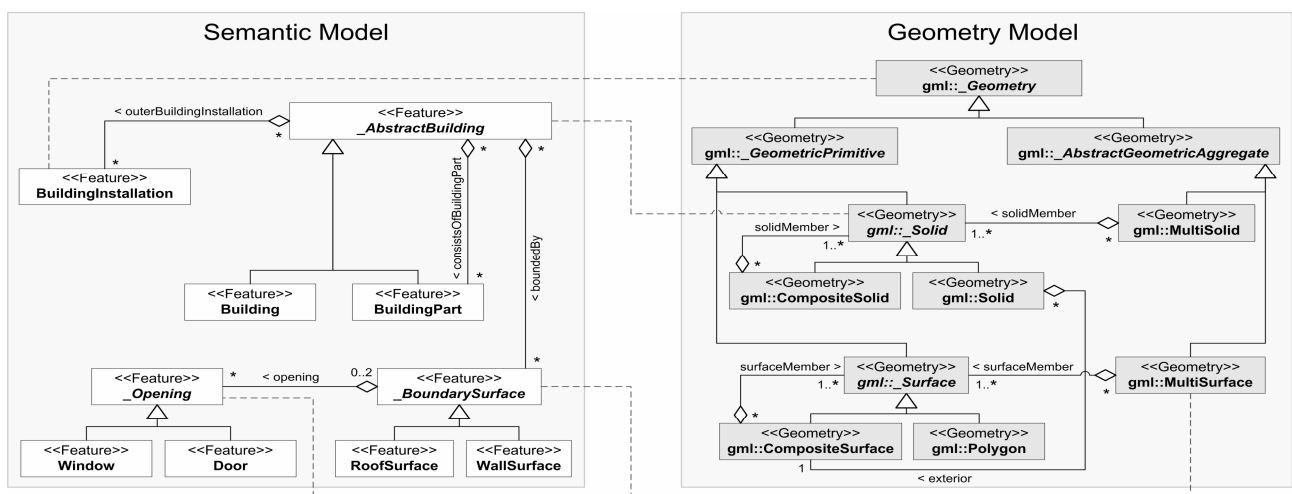 Semantic Model
< outerBuildingInstallation
*
*
<<Feature>>
_AbstractBuilding
*
*
<<Feature>>
BuildingInstallation
< consistsOfBuildingPart
*
< boundedBy
*
<<Feature>>
Building
<<Feature>>
BuildingPart
<<Feature>>
_Opening
*
< opening
0..2
<<Feature>>
_BoundarySurface
<<Feature>>
Window
<<Feature>>
Door
<<Feature>>
RoofSurface
<<Feature>>
WallSurface
Geometry Model
<<Geometry>>
gml::_Geometry
<<Geometry>>
gml::_GeometricPrimitive
<<Geometry>>
gml::_AbstractGeometricAggregate
solidMember >
1..*
*
<<Geometry>>
gml::_Solid
< solidMember
1..*
*
<<Geometry>>
gml::MultiSolid
<<Geometry>>
gml::CompositeSolid
<<Geometry>>
gml::Solid
*
surfaceMember >
1..*
*
<<Geometry>>
gml::_Surface
< surfaceMember
1..*
*
<<Geometry>>
gml::MultiSurface
<<Geometry>>
gml::CompositeSurface
<<Geometry>>
gml::Polygon
1
< exterior